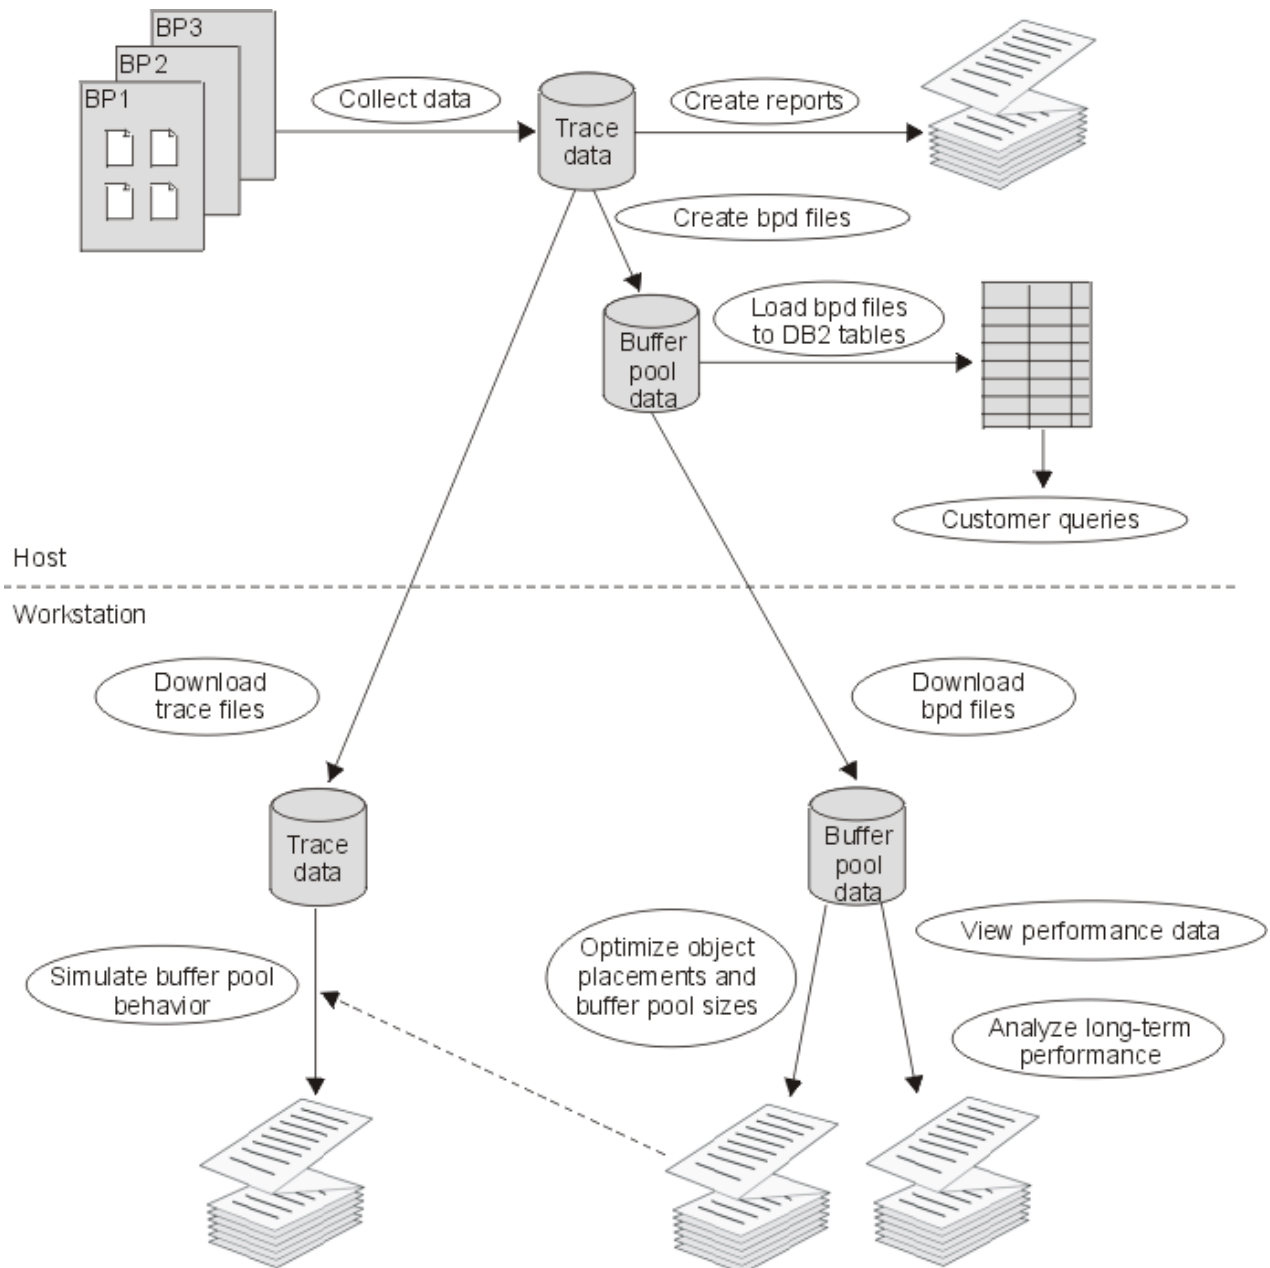 BP3
BP2
BP1
Collect data
Trace
data
Create reports
Create bpd files
Buffer
pool
data
Load bpd files
to DB2 tables
Customer queries
Host
Workstation
Download
trace files
Download
bpd files
Trace
data
Buffer
pool
data
Simulate buffer pool
behavior
Optimize object
placements and
buffer pool sizes
View performance data
Analyze long-term
performance